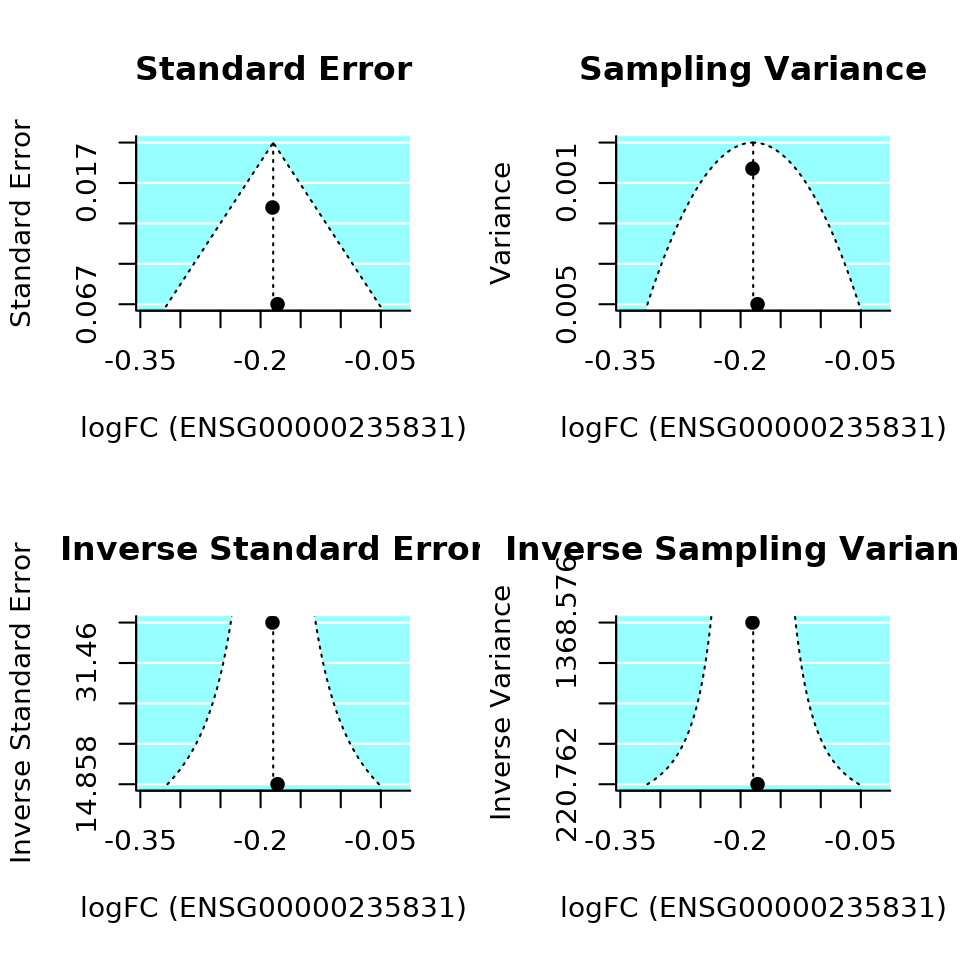 Standard Error
Standard Error
0.017
0.067
-0.35 -0.2 -0.05
logFC (ENSG00000235831)
Sampling Variance
Variance
0.001
0.005
-0.35 -0.2 -0.05
logFC (ENSG00000235831)
Inverse Standard Error
Inverse Standard Error
31.46
14.858
-0.35 -0.2 -0.05
logFC (ENSG00000235831)
Inverse Sampling Varian
Inverse Variance
1368.576
220.762
-0.35 -0.2 -0.05
logFC (ENSG00000235831)